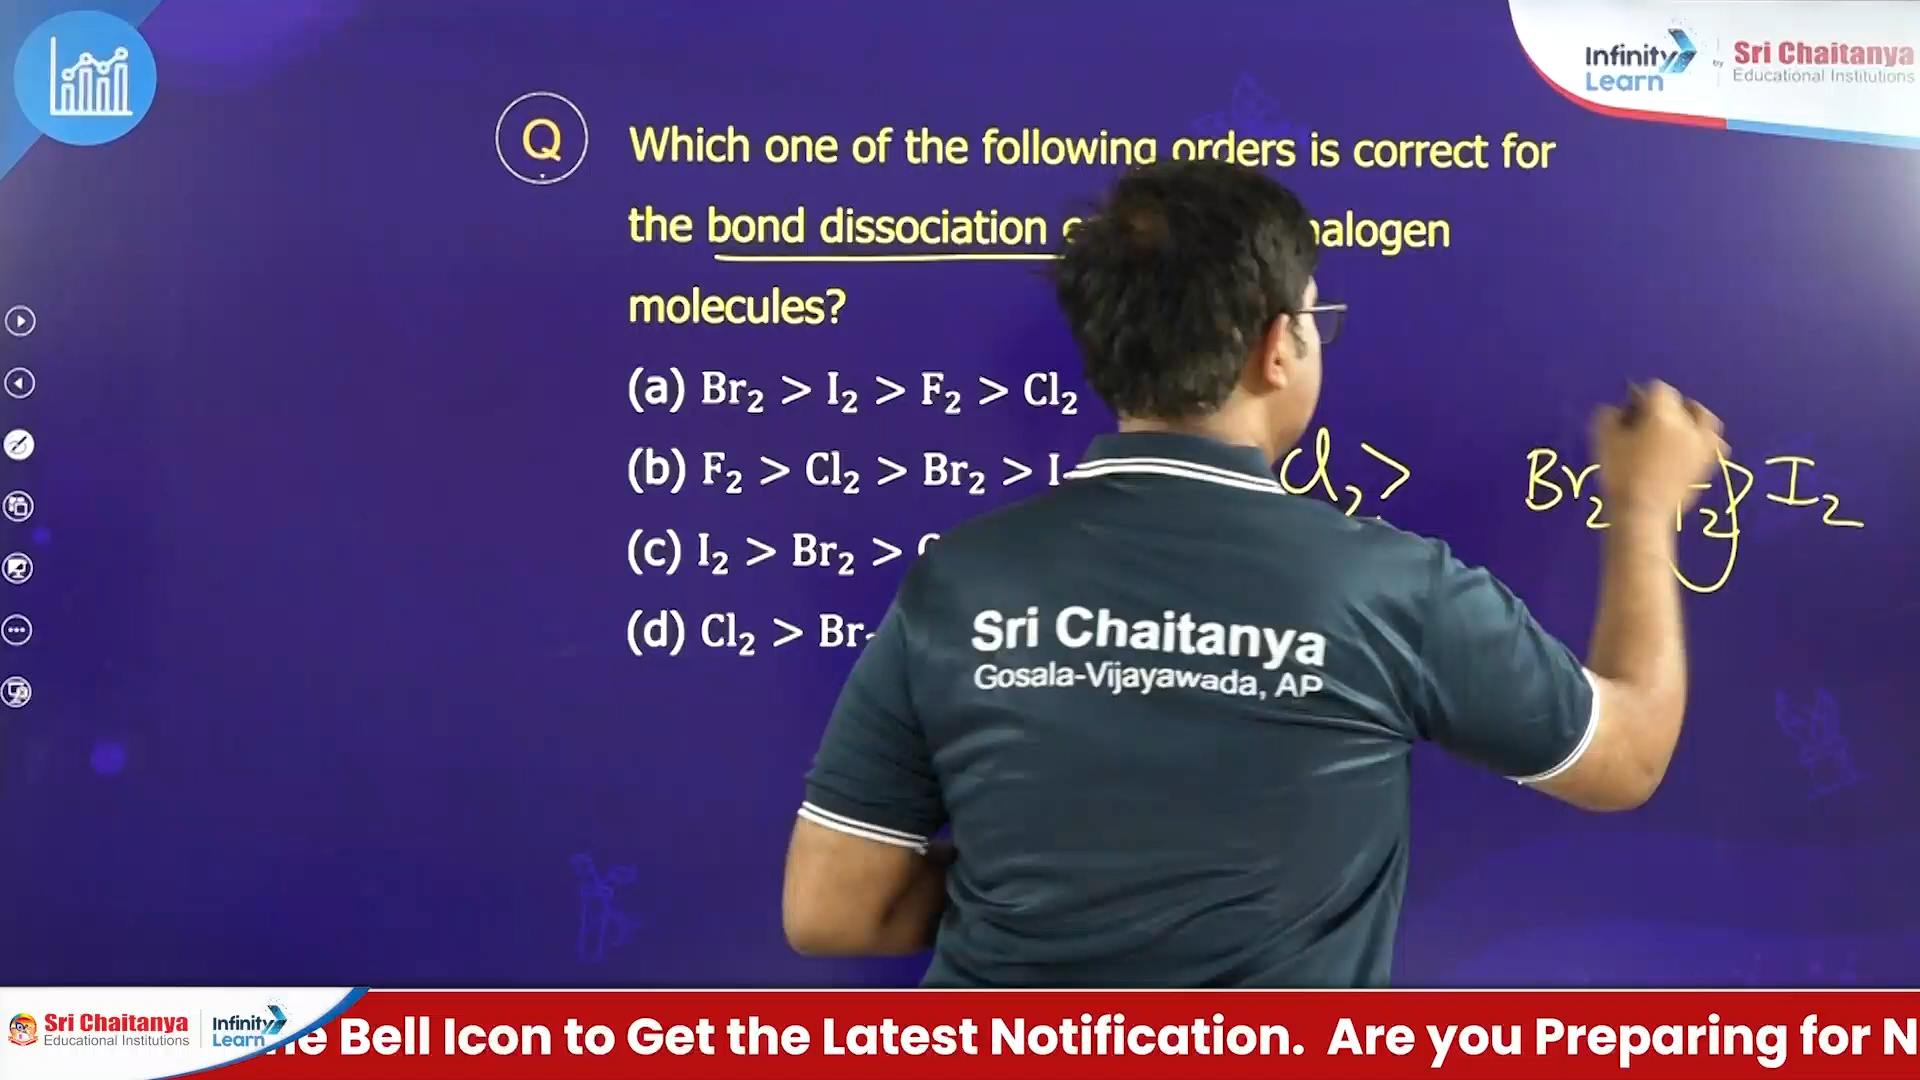 Infinity Learn by Sri Chaitanya Educational Institutions
Q
Which one of the following orders is correct for
the bond dissociation halogen
molecules?
(a) Br₂ > I₂ > F₂ > Cl₂
(b) F₂ > Cl₂ > Br₂ > I
(c) I₂ > Br₂ >
(d) Cl₂ > Br
Cl₂ > Br₂ > I₂
Sri Chaitanya
Gosala-Vijayawada, AP
Sri Chaitanya Educational Institutions Infinity Learn
Bell Icon to Get the Latest Notification. Are you Preparing for N